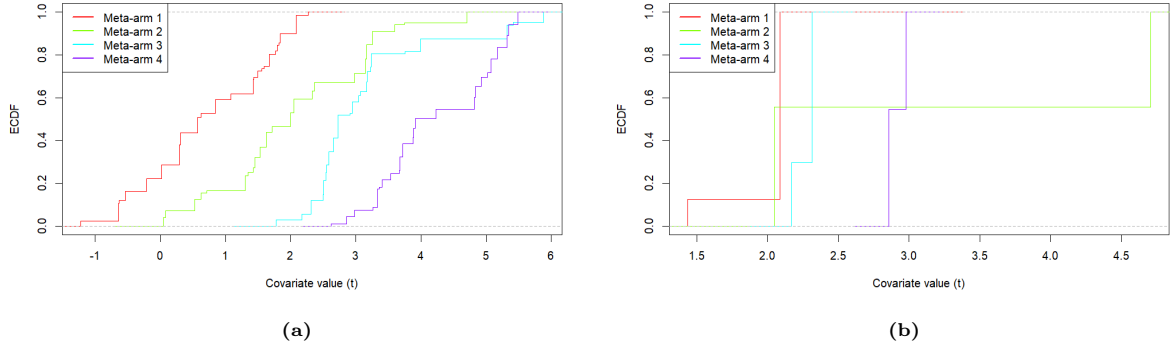 Meta-arm 1
Meta-arm 2
Meta-arm 3
Meta-arm 4
ECDF
0.0 0.2 0.4 0.6 0.8 1.0
-1 0 1 2 3 4 5 6
Covariate value (t)
(a)
Meta-arm 1
Meta-arm 2
Meta-arm 3
Meta-arm 4
ECDF
0.0 0.2 0.4 0.6 0.8 1.0
1.5 2.0 2.5 3.0 3.5 4.0 4.5
Covariate value (t)
(b)